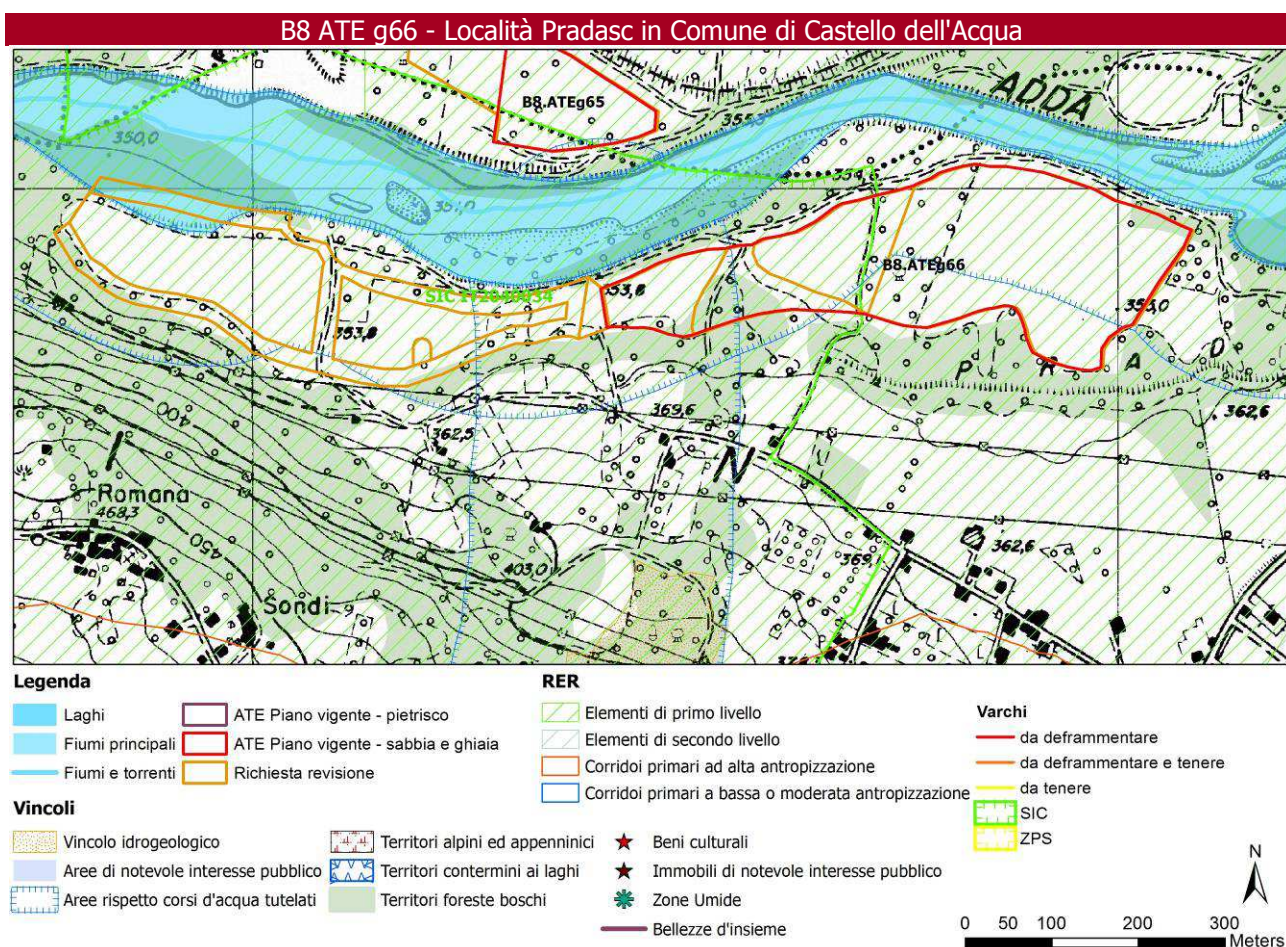 B8 ATE g66 - Località Pradasc in Comune di Castello dell'Acqua
B8.ATEg65
ADDA
350,0
B8.ATEg66
353,8
369,6
362,5
362,6
N
P R A D
Romana
468,3
400
450
403,0
362,6
369,
Sondi
Legenda
Laghi
Fiumi principali
Fiumi e torrenti
ATE Piano vigente - pietrisco
ATE Piano vigente - sabbia e ghiaia
Richiesta revisione
RER
Elementi di primo livello
Elementi di secondo livello
Corridoi primari ad alta antropizzazione
Corridoi primari a bassa o moderata antropizzazione
Varchi
da deframmentare
da deframmentare e tenere
da tenere
SIC
ZPS
Vincoli
Vincolo idrogeologico
Aree di notevole interesse pubblico
Aree rispetto corsi d'acqua tutelati
Territori alpini ed appenninici
Territori contermini ai laghi
Territori foreste boschi
Beni culturali
Immobili di notevole interesse pubblico
Zone Umide
Bellezze d'insieme
N
0 50 100 200 300
Meters